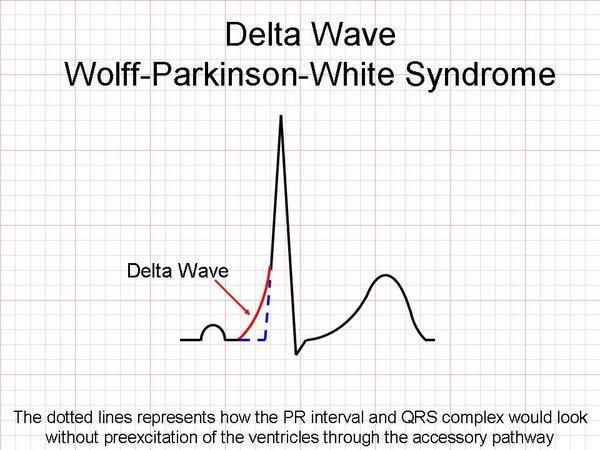 Delta Wave
Wolff-Parkinson-White Syndrome
Delta Wave
The dotted lines represents how the PR interval and QRS complex would look
without preexcitation of the ventricles through the accessory pathway